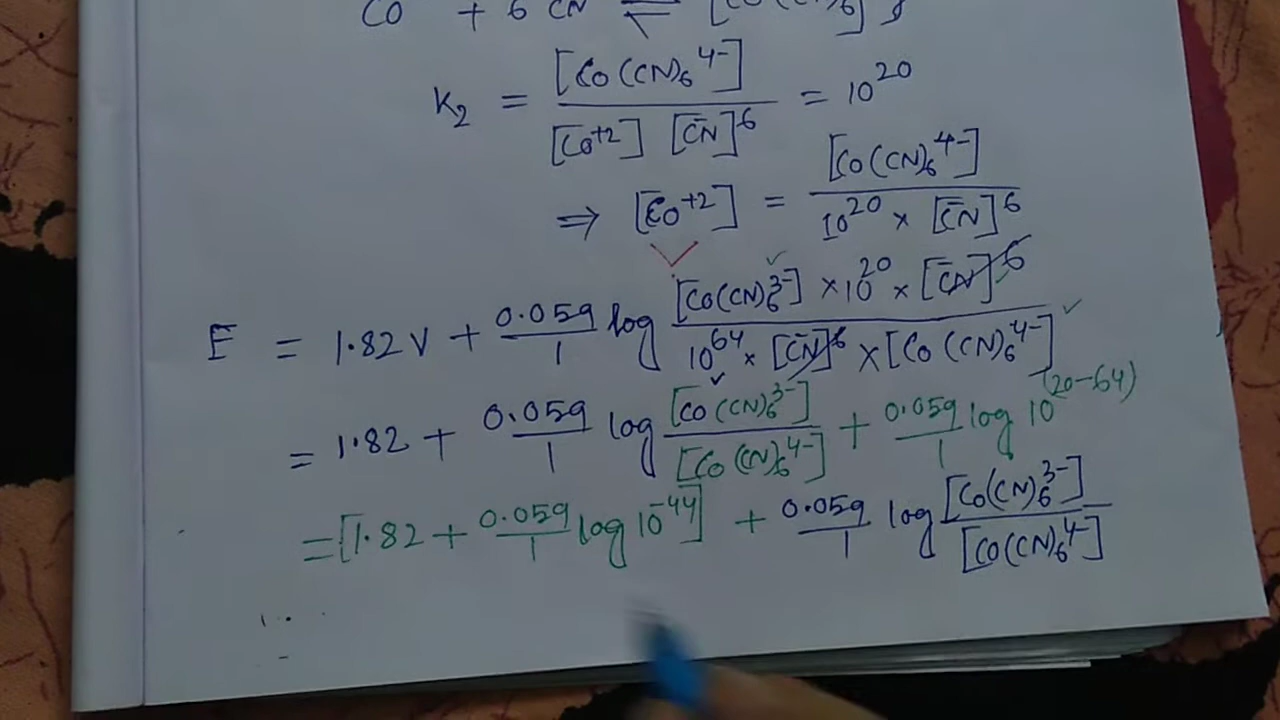 Co + 6 CN ⇌ [Co(CN)6]
K2 = [Co(CN)6^4-] / [Co+2] [C̄N]^6 = 10^20
⇒ [Co+2] = [Co(CN)6^4-] / 10^20 × [C̄N]^6
E = 1.82 V + 0.059/1 log [Co(CN)6^3-] × 10^20 × [C̄N]^6 / 10^64 × [C̄N]^6 × [Co(CN)6^4-]
= 1.82 + 0.059/1 log [Co(CN)6^3-] / [Co(CN)6^4-] + 0.059/1 log 10^(20-64)
= [1.82 + 0.059/1 log 10^-44] + 0.059/1 log [Co(CN)6^3-] / [Co(CN)6^4-]